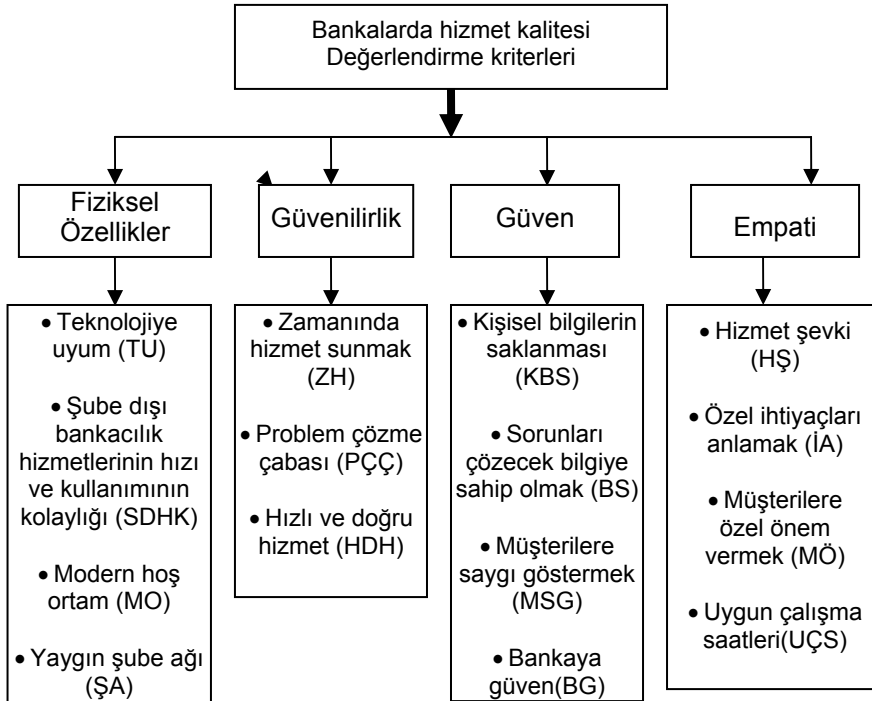 Bankalarda hizmet kalitesi
Değerlendirme kriterleri
Fiziksel
Özellikler
Güvenilirlik
Güven
Empati
• Teknolojiye
uyum (TU)
• Şube dışı
bankacılık
hizmetlerinin hızı
ve kullanımının
kolaylığı (SDHK)
• Modern hoş
ortam (MO)
• Yaygın şube ağı
(ŞA)
• Zamanında
hizmet sunmak
(ZH)
• Problem çözme
çabası (PÇÇ)
• Hızlı ve doğru
hizmet (HDH)
• Kişisel bilgilerin
saklanması
(KBS)
• Sorunları
çözecek bilgiye
sahip olmak (BS)
• Müşterilere
saygı göstermek
(MSG)
• Bankaya
güven(BG)
• Hizmet şevki
(HŞ)
• Özel ihtiyaçları
anlamak (İA)
• Müşterilere
özel önem
vermek (MÖ)
• Uygun çalışma
saatleri(UÇS)